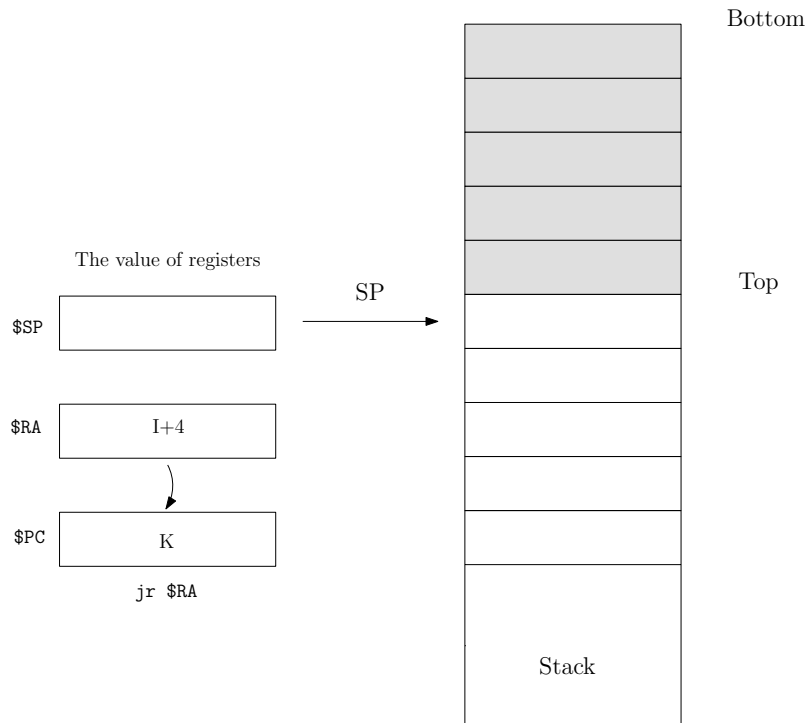 Bottom
The value of registers
SP
Top
$SP
$RA
I+4
$PC
K
jr $RA
Stack